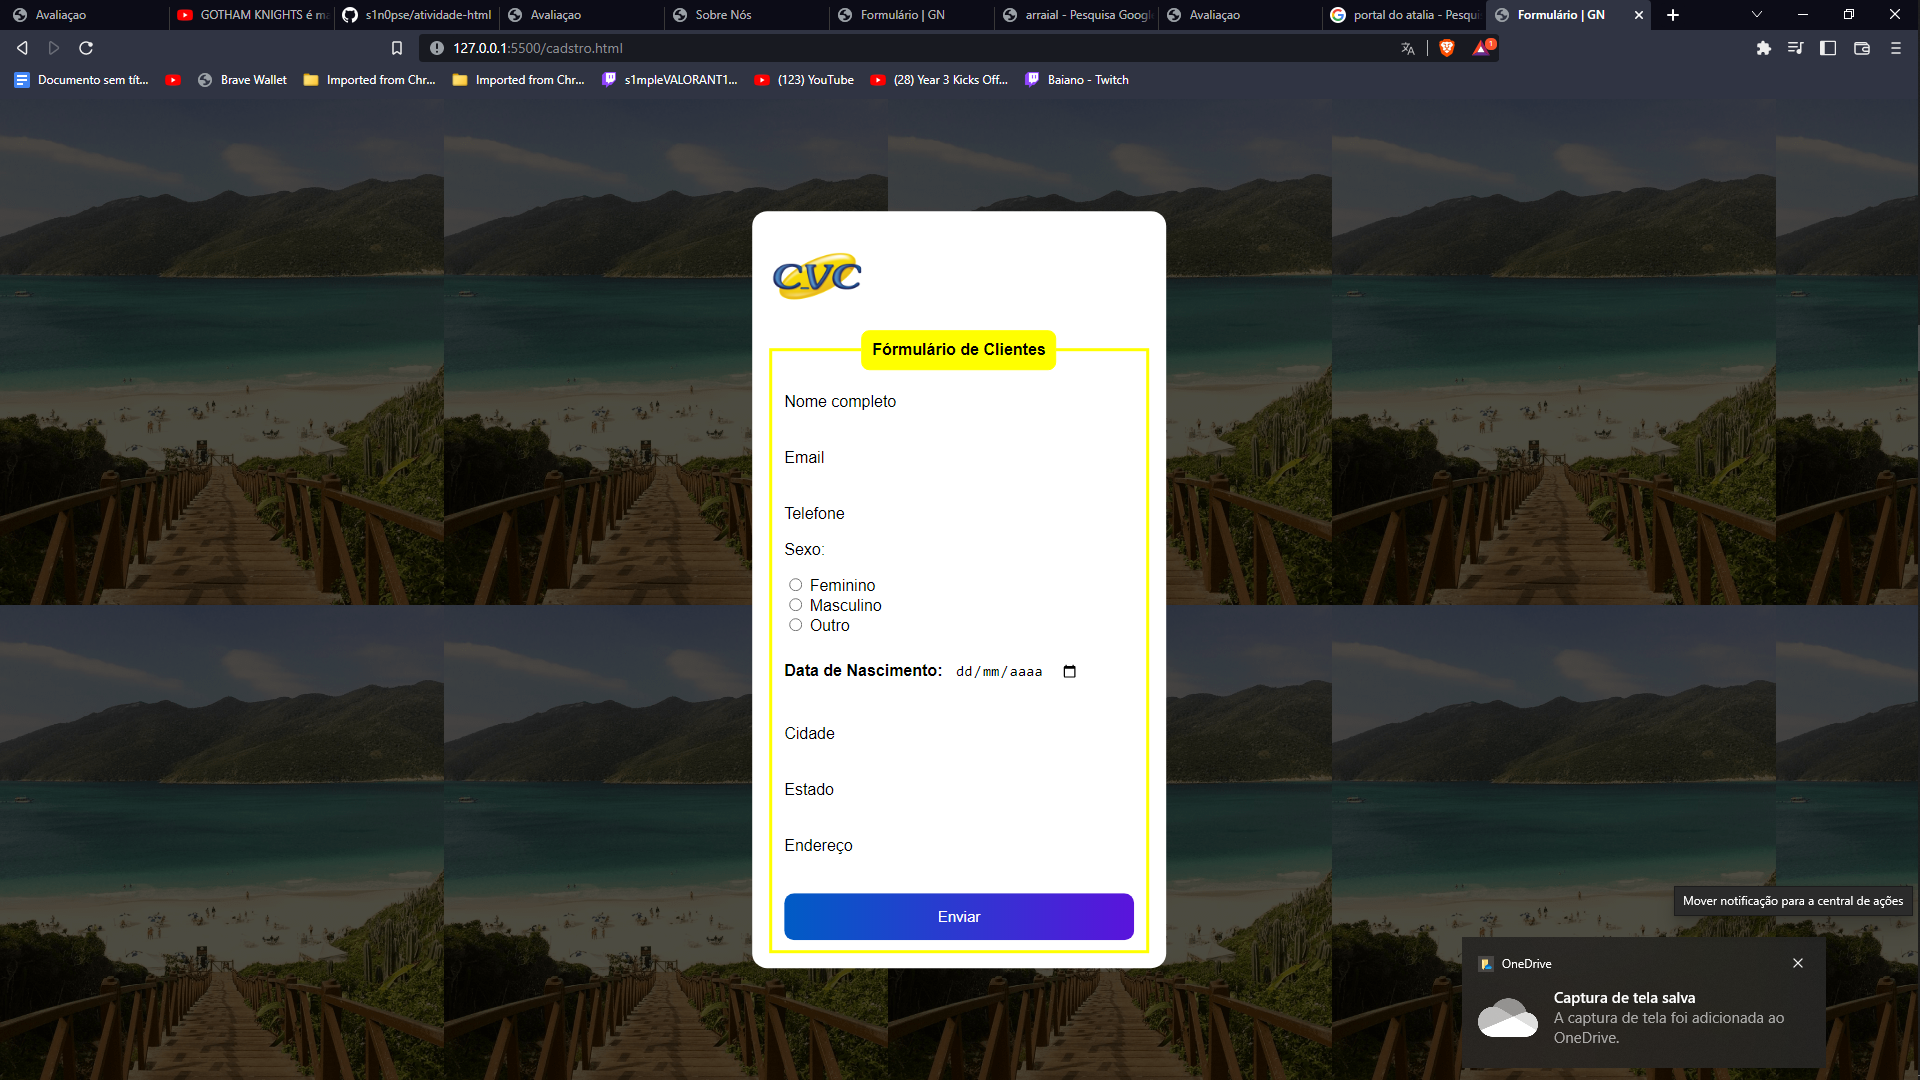 Avaliaçao
GOTHAM KNIGHTS é ma
s1n0pse/atividade-html
Avaliaçao
Sobre Nós
Formulário | GN
arraial - Pesquisa Googl
Avaliaçao
portal do atalia - Pesqui
Formulário | GN
127.0.0.1:5500/cadstro.html
1
Documento sem tít...
Brave Wallet
Imported from Chr...
Imported from Chr...
s1mpleVALORANT1...
(123) YouTube
(28) Year 3 Kicks Off...
Baiano - Twitch
CVC
Fórmulário de Clientes
Nome completo
Email
Telefone
Sexo:
Feminino
Masculino
Outro
Data de Nascimento: dd/mm/aaaa
Cidade
Estado
Endereço
Enviar
Mover notificação para a central de ações
OneDrive
Captura de tela salva
A captura de tela foi adicionada ao
OneDrive.